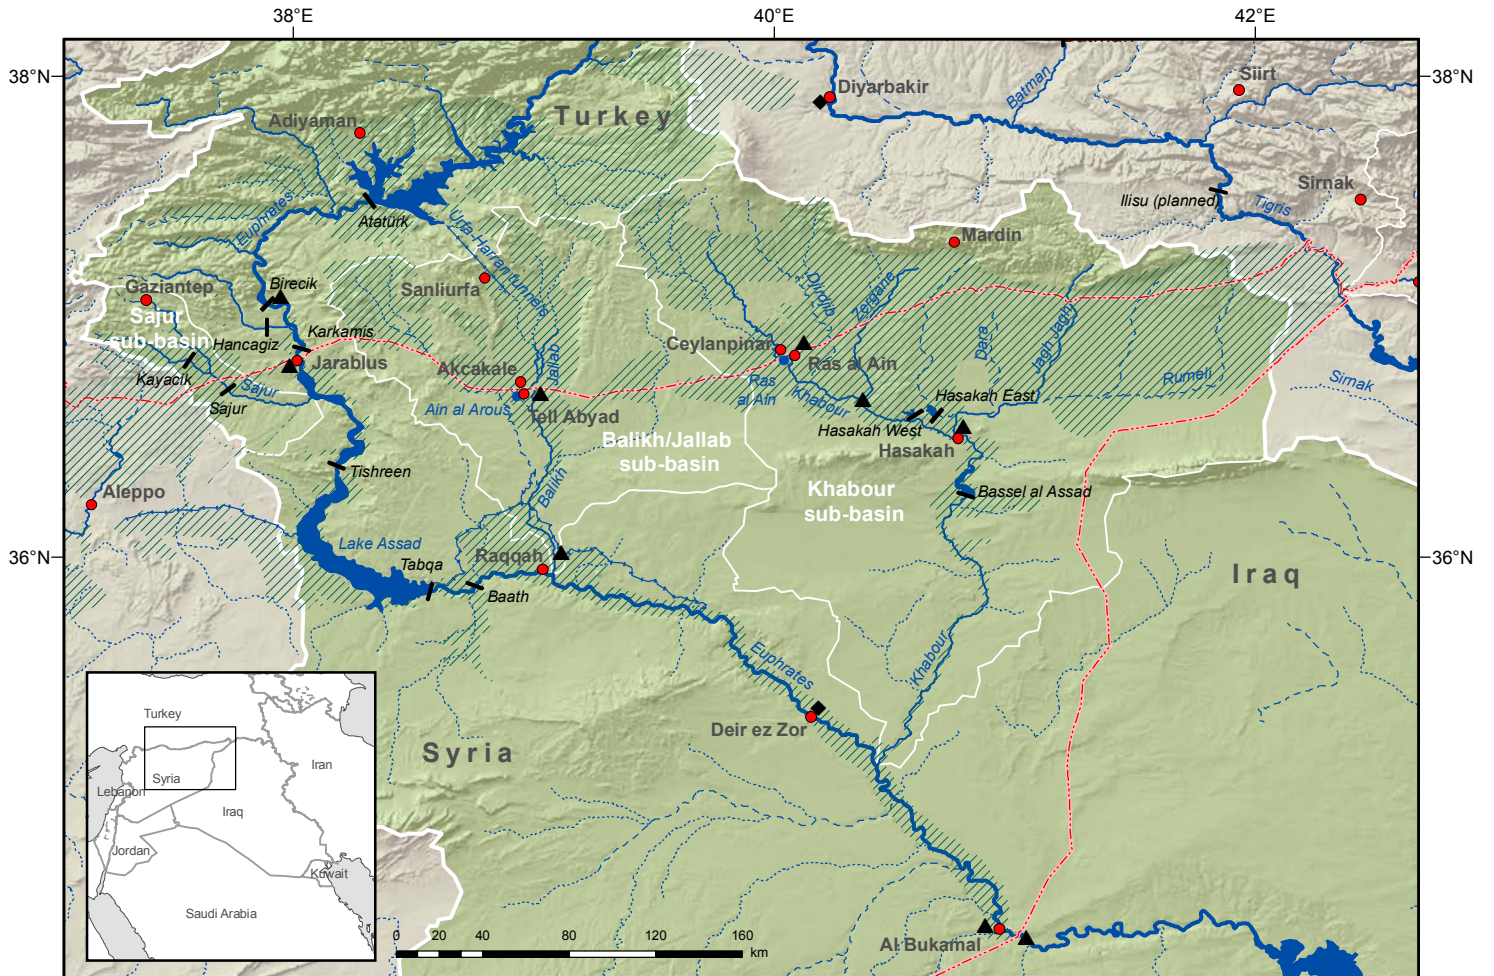 38°E
40°E
42°E
38°N
38°N
36°N
36°N
Turkey
Syria
Iraq
Diyarbakir
Batman
Siirt
Adiyaman
Atatürk
Ilisu (planned)
Sirnak
Tigris
Mardin
Euphrates
Urfa-Harran tunnels
Birecik
Gaziantep
Sanliurfa
Sajur
sub-basin
Hancagiz
Karkamis
Jarablus
Kayacik
Sajur
Sajur
Akcakale
Jallab
Ain al Arous
Tell Abyad
Ceylanpinar
Ras al Ain
Ras
al Ain
Djirdjib
Zergane
Dara
Jagh Jagh
Rumeli
Sirnak
Khabour
Hasakah East
Hasakah West
Hasakah
Balikh/Jallab
sub-basin
Balikh
Khabour
sub-basin
Bassel al Assad
Tishreen
Aleppo
Lake Assad
Tabqa
Raqqah
Baath
Euphrates
Khabour
Deir ez Zor
Al Bukamal
0
20
40
80
120
160
km
Turkey
Syria
Lebanon
Iran
Iraq
Jordan
Kuwait
Saudi Arabia